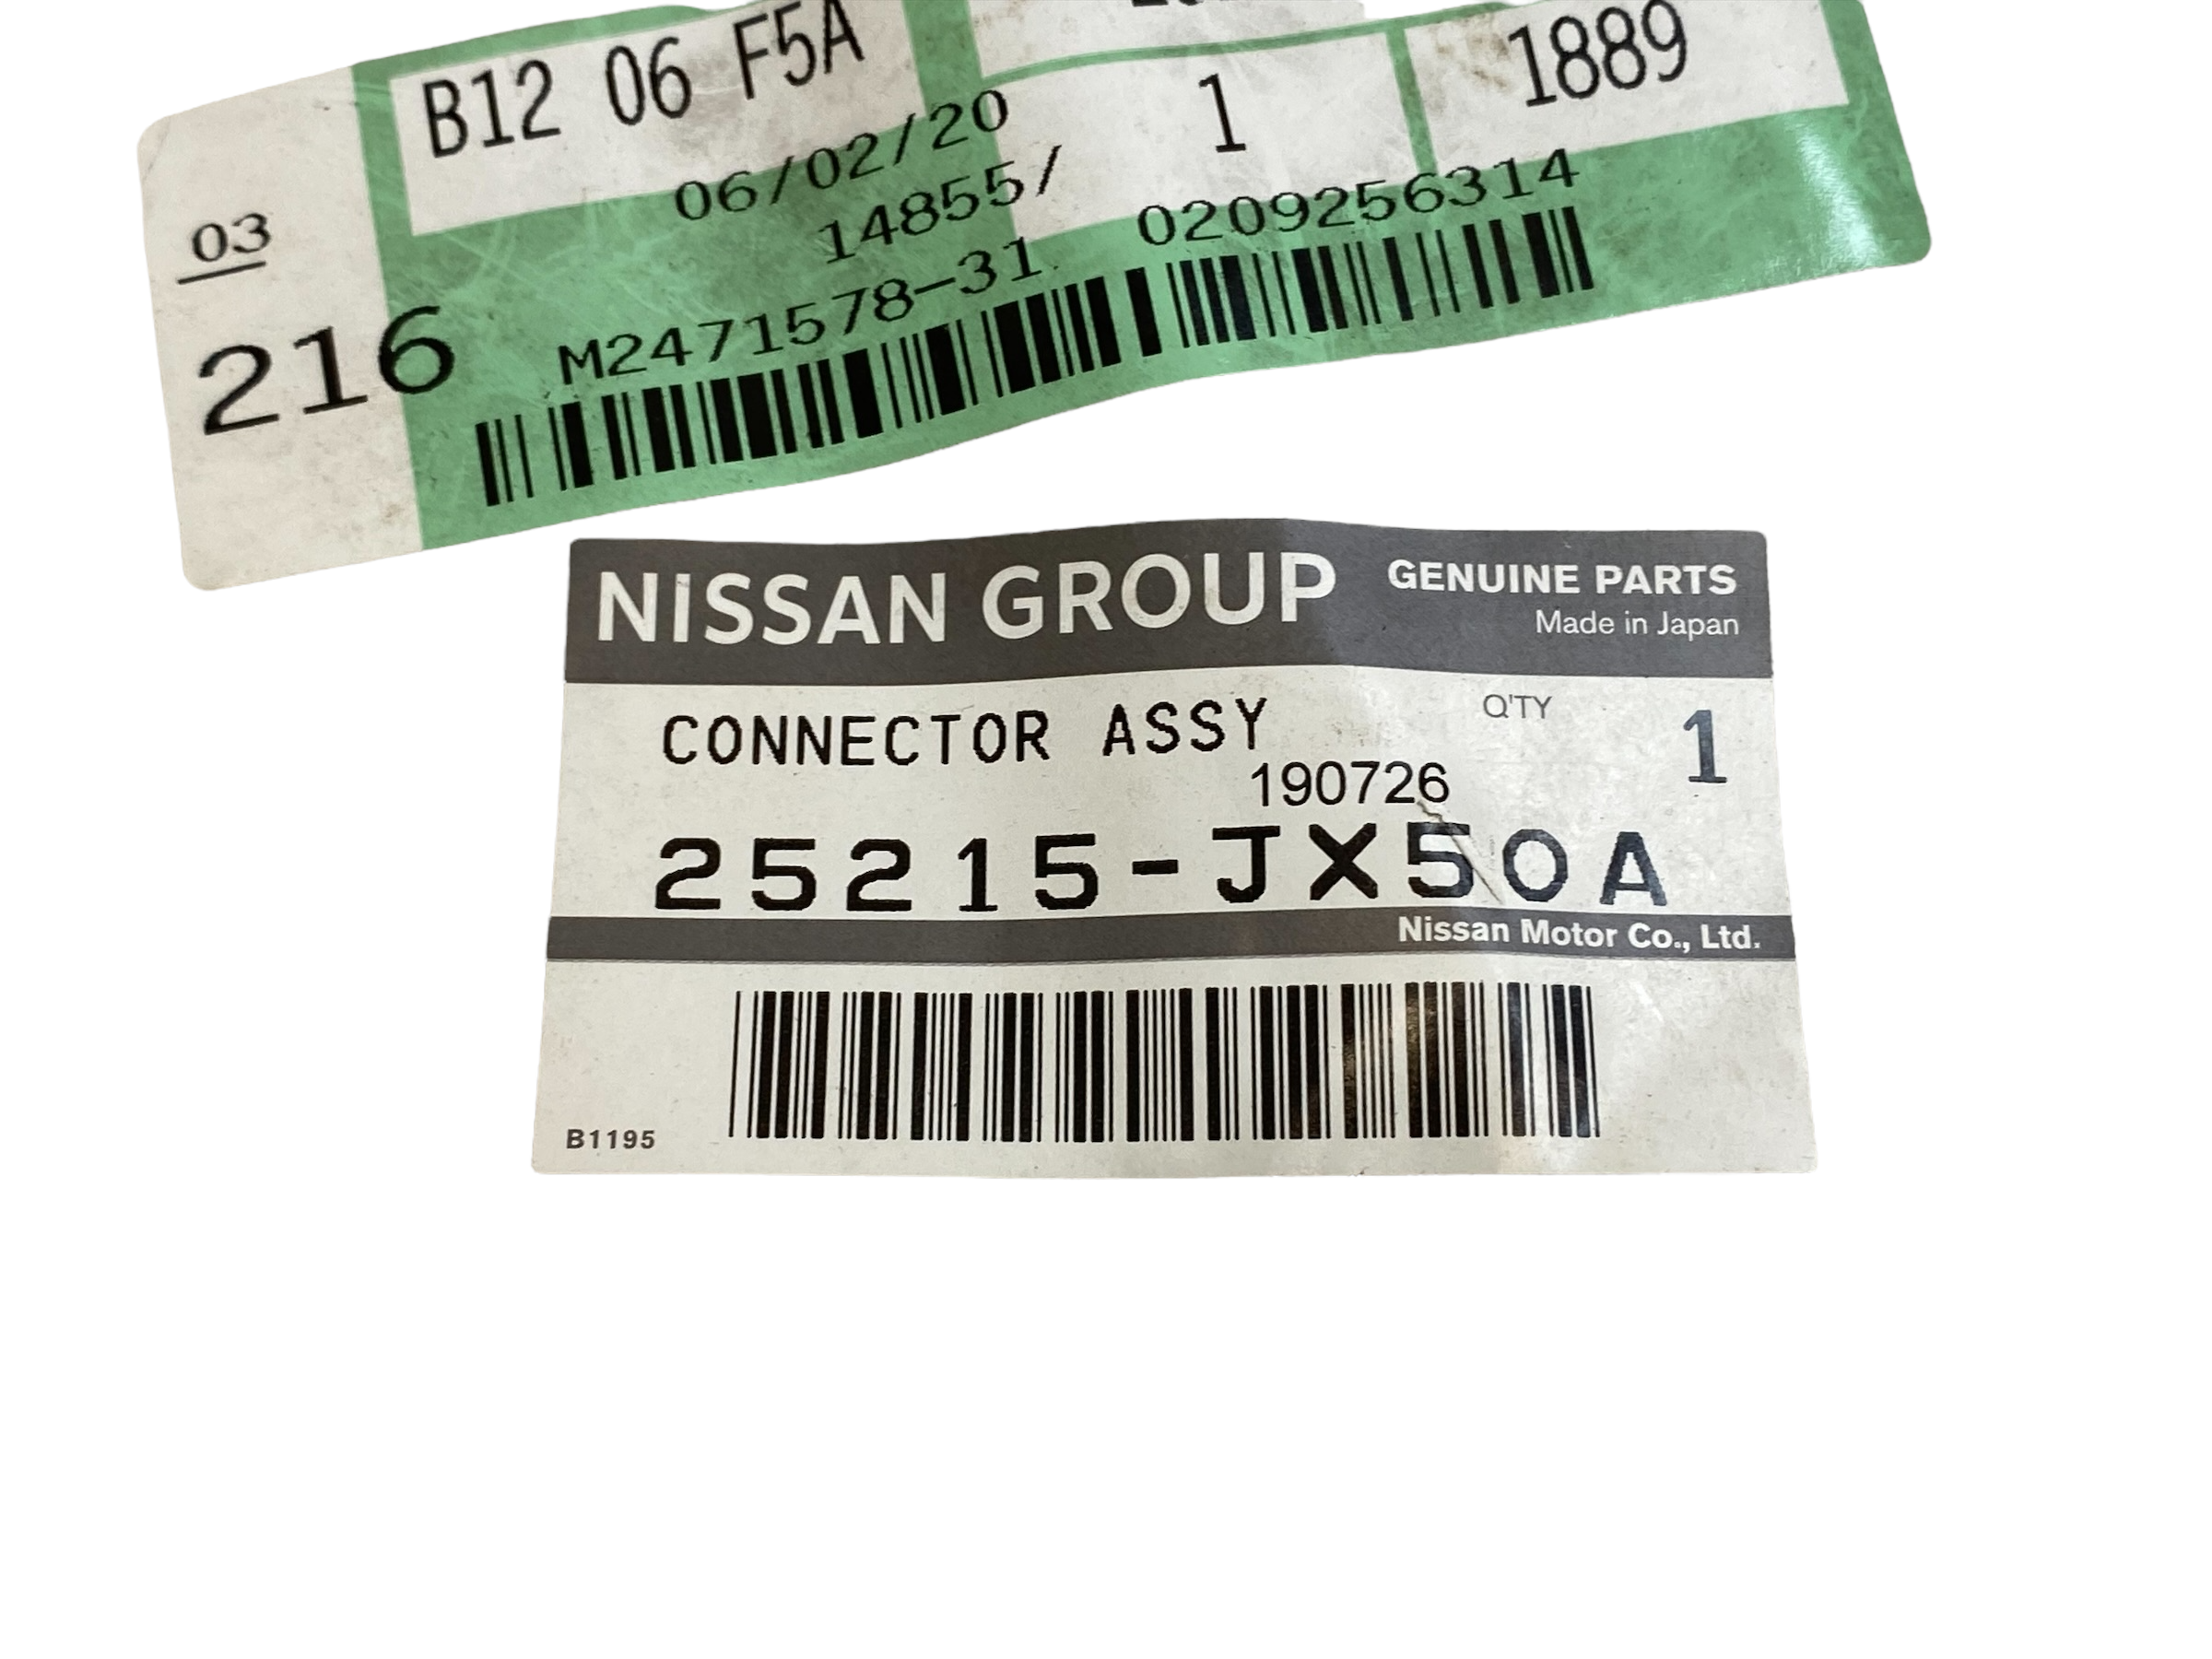 B12 06 F5A
1
1889
06/02/20
14855/
03
216
M2471578-31
0209256314
NISSAN GROUP
GENUINE PARTS
Made in Japan
CONNECTOR ASSY
Q'TY
1
190726
25215-JX50A
Nissan Motor Co., Ltd.
B1195